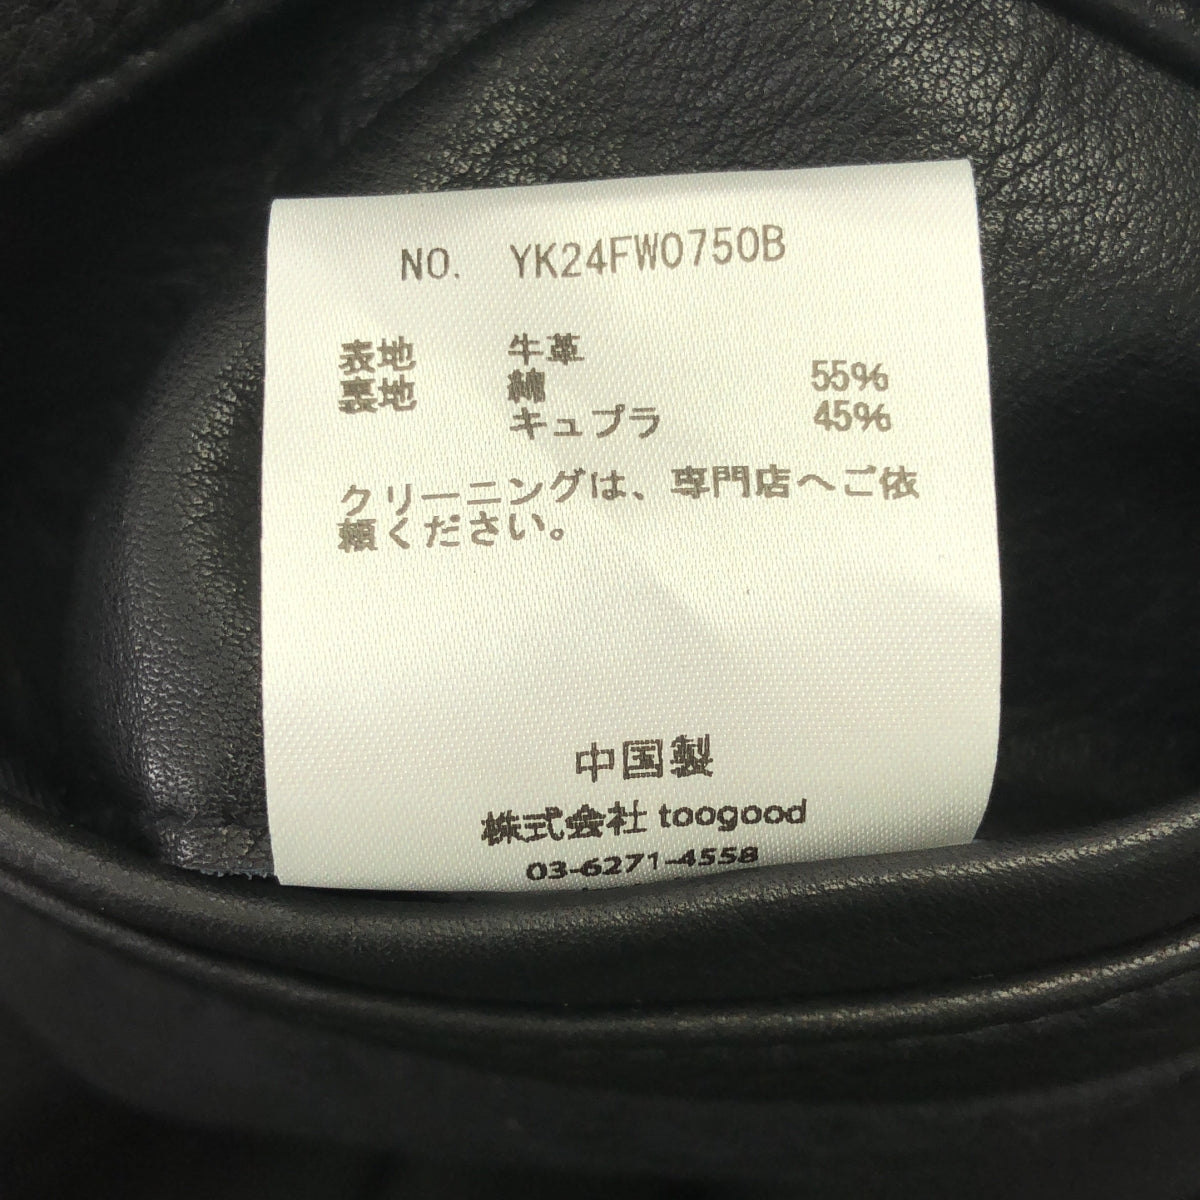 NO. YK24FW0750B
表地 牛革
裏地 綿 55%
キュプラ 45%
クリーニングは、専門店へご依
頼ください。
中国製
株式会社 toogood
03-6271-4558